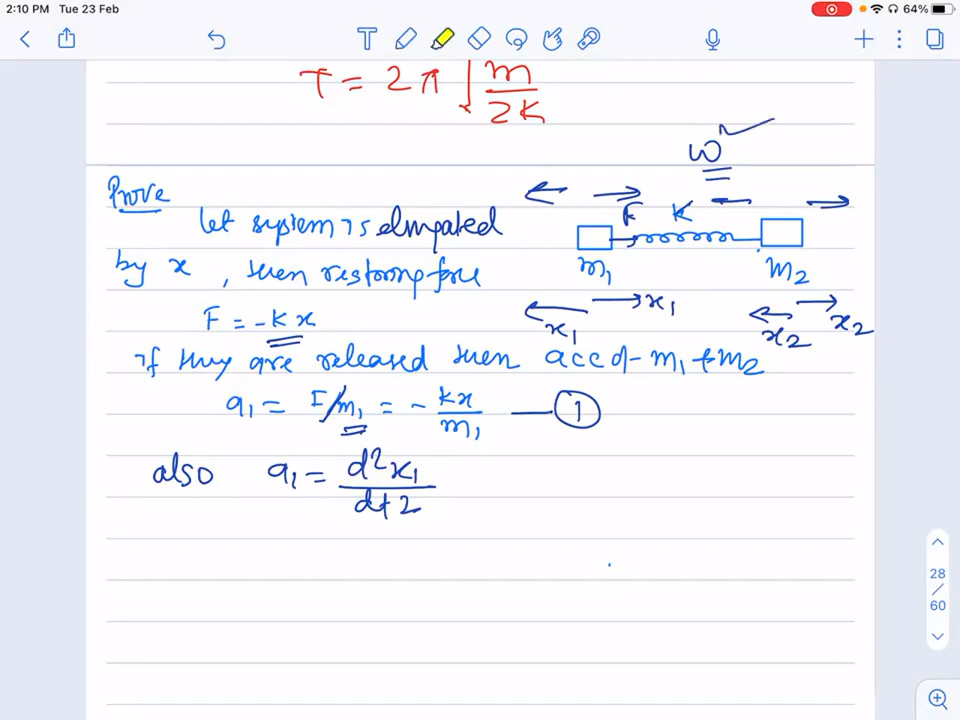 2:10 PM Tue 23 Feb 64%
T = 2π √m/2K
ω
Prove
let system is elongated
F K
by x , then restoring force
m1 m2
F = -Kx
x1 x1 x2 x2
if they are released then acc of m1 & m2
a1 = F/m1 = - kx/m1 — 1
also a1 = d²x1/dt2
28
/
60